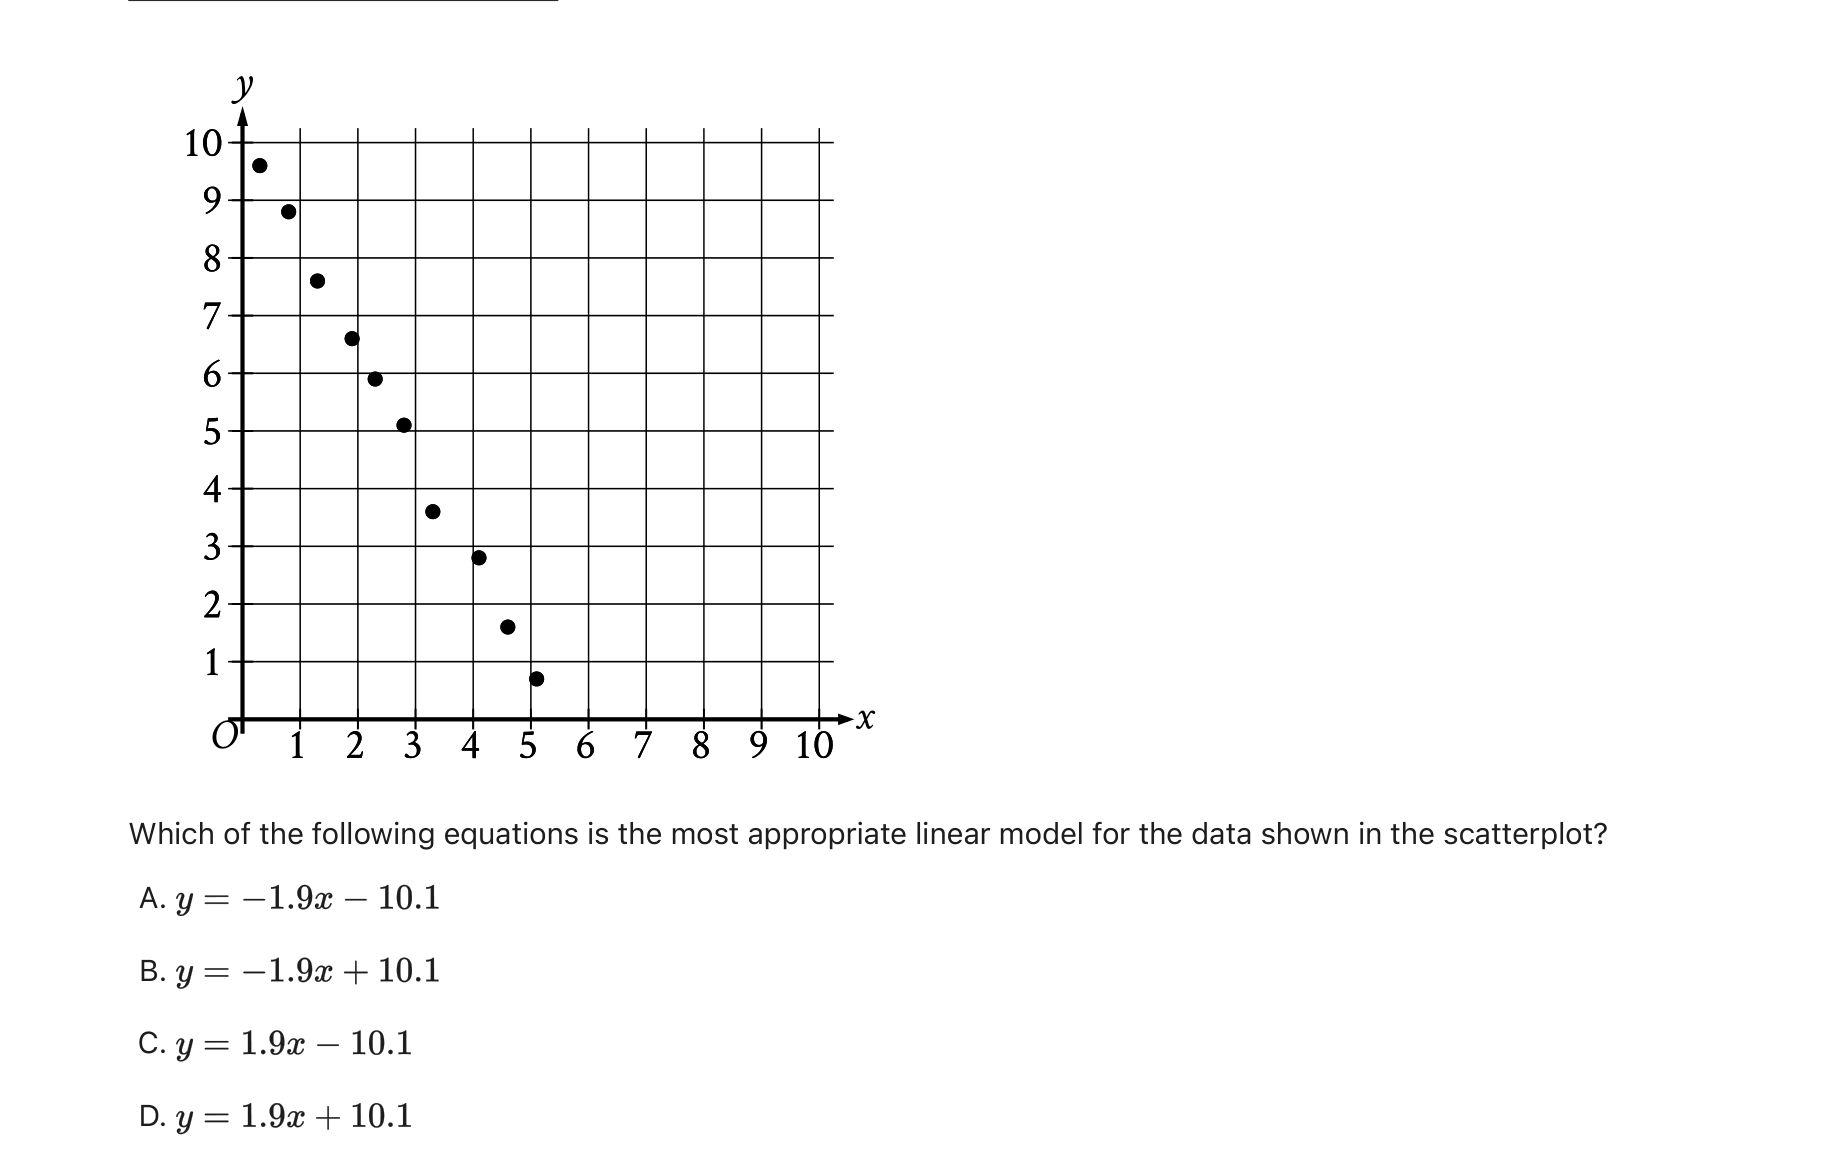 y
10
9
8
7
6
5
4
3
2
1
O 1 2 3 4 5 6 7 8 9 10 x
Which of the following equations is the most appropriate linear model for the data shown in the scatterplot?
A. y = −1.9x − 10.1
B. y = −1.9x + 10.1
C. y = 1.9x − 10.1
D. y = 1.9x + 10.1